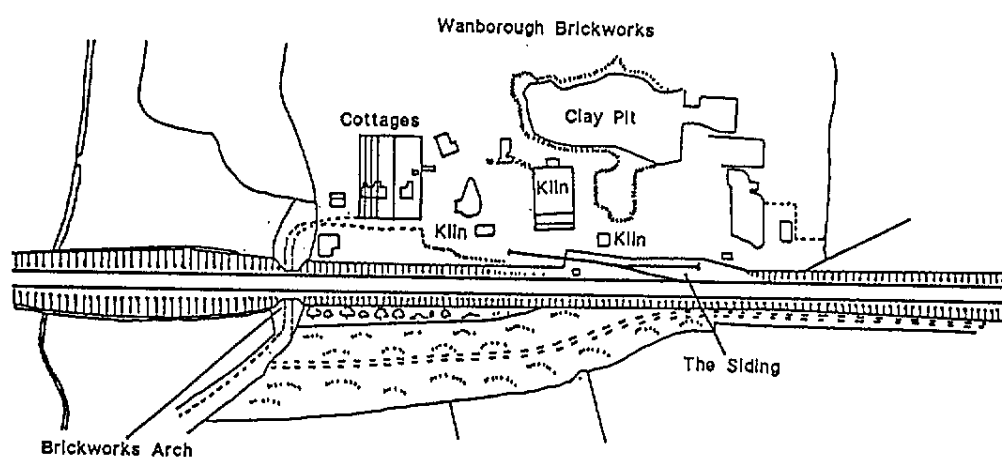 Wanborough Brickworks
Cottages
Clay Pit
Kiln
Kiln
Kiln
The Siding
Brickworks Arch